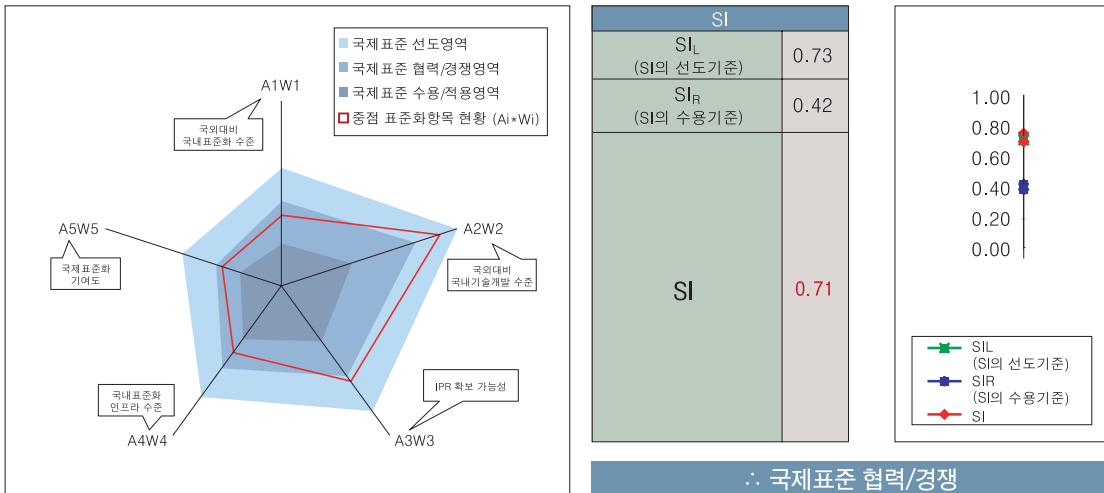 국제표준 선도영역
국제표준 협력/경쟁영역
국제표준 수용/적용영역
중점 표준화항목 현황 (Ai*Wi)
A1W1
국외대비
국내표준화 수준
A2W2
국외대비
국내기술개발 수준
A3W3
IPR 확보 가능성
A4W4
국내표준화
인프라 수준
A5W5
국제표준화
기여도
SI
SIL
(SI의 선도기준)
0.73
SIR
(SI의 수용기준)
0.42
SI
0.71
1.00
0.80
0.60
0.40
0.20
0.00
SIL
(SI의 선도기준)
SIR
(SI의 수용기준)
SI
∴ 국제표준 협력/경쟁